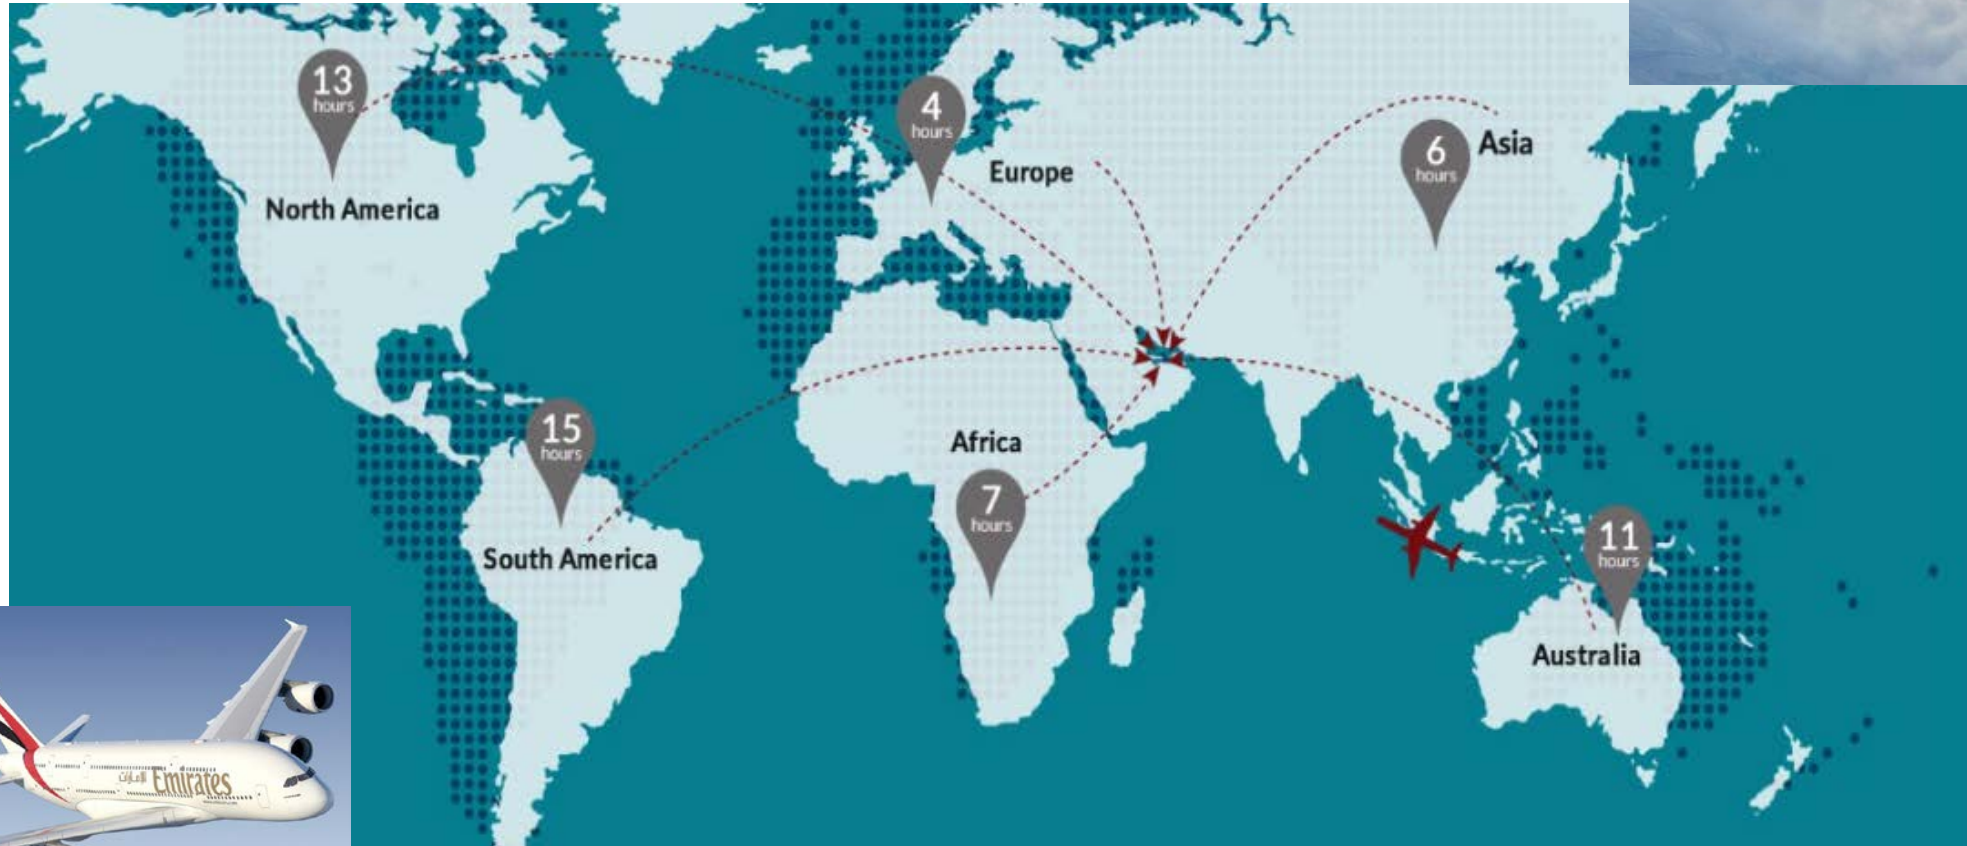 13
hours
North America
4
hours
Europe
6
hours
Asia
15
hours
South America
Africa
7
hours
11
hours
Australia
الإمارات Emirates